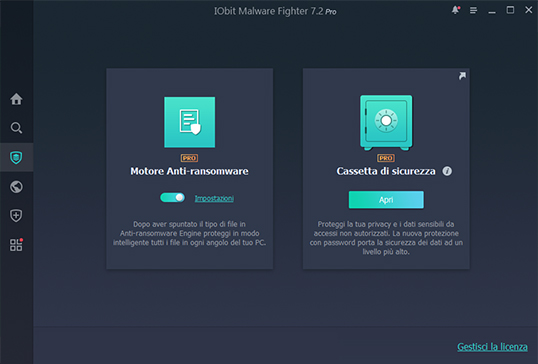 IObit Malware Fighter 7.2 Pro
PRO
Motore Anti-ransomware
Impostazioni
Dopo aver spuntato il tipo di file in
Anti-ransomware Engine proteggi in modo
intelligente tutti i file in ogni angolo del tuo PC.
PRO
Cassetta di sicurezza
Apri
Proteggi la tua privacy e i dati sensibili da
accessi non autorizzati. La nuova protezione
con password porta la sicurezza dei dati ad un
livello più alto.
Gestisci la licenza